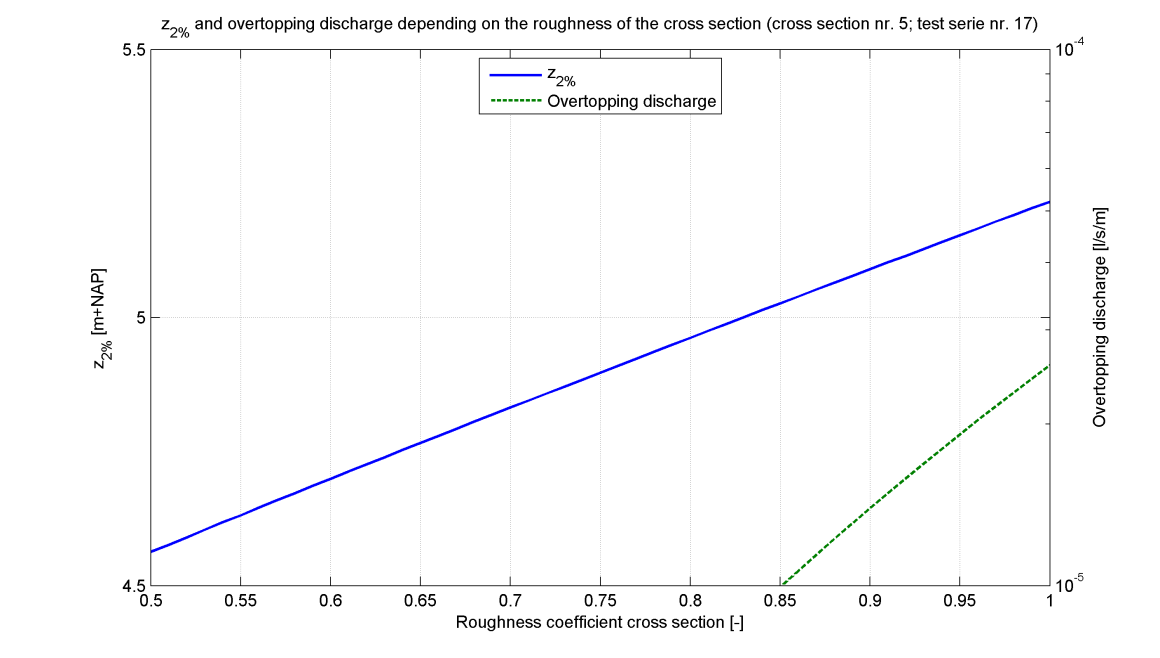 z2% and overtopping discharge depending on the roughness of the cross section (cross section nr. 5; test serie nr. 17)
z2%
Overtopping discharge
5.5
5
4.5
z2% [m+NAP]
10-4
10-5
Overtopping discharge [l/s/m]
0.5 0.55 0.6 0.65 0.7 0.75 0.8 0.85 0.9 0.95 1
Roughness coefficient cross section [-]